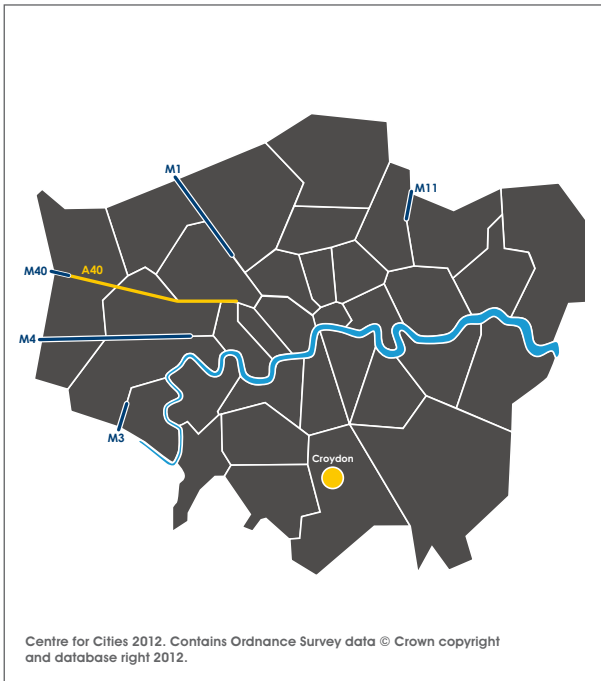 M1
M11
M40
A40
M4
M3
Croydon
Centre for Cities 2012. Contains Ordnance Survey data © Crown copyright
and database right 2012.